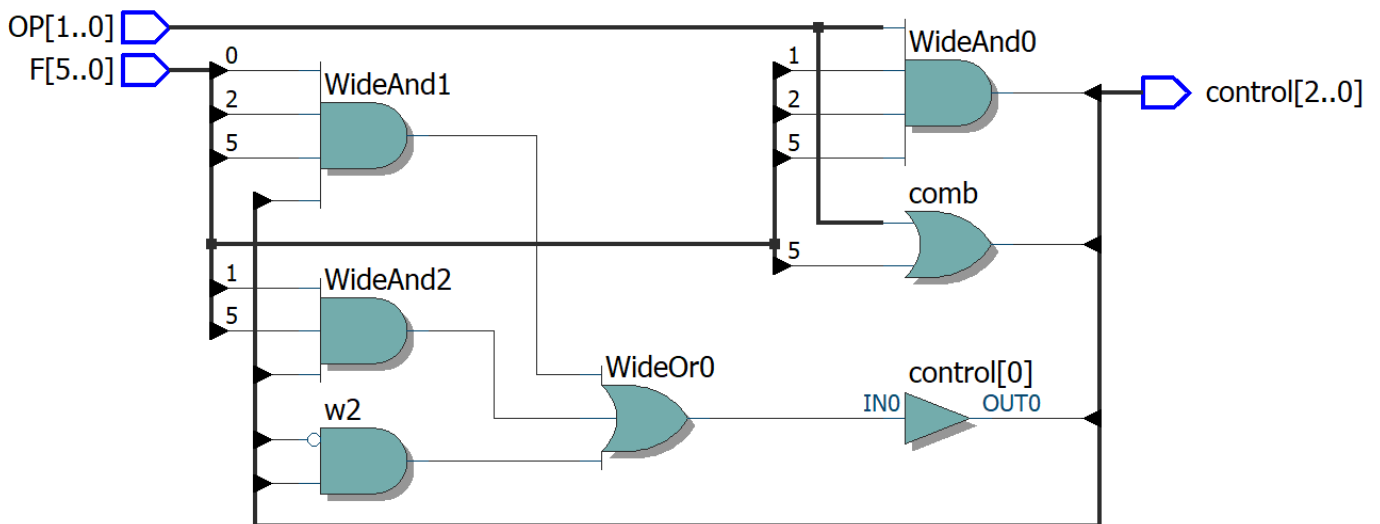 OP[1..0]
F[5..0]
0
2
5
WideAnd1
1
2
5
WideAnd0
control[2..0]
comb
5
1
5
WideAnd2
w2
WideOr0
control[0]
IN0
OUT0